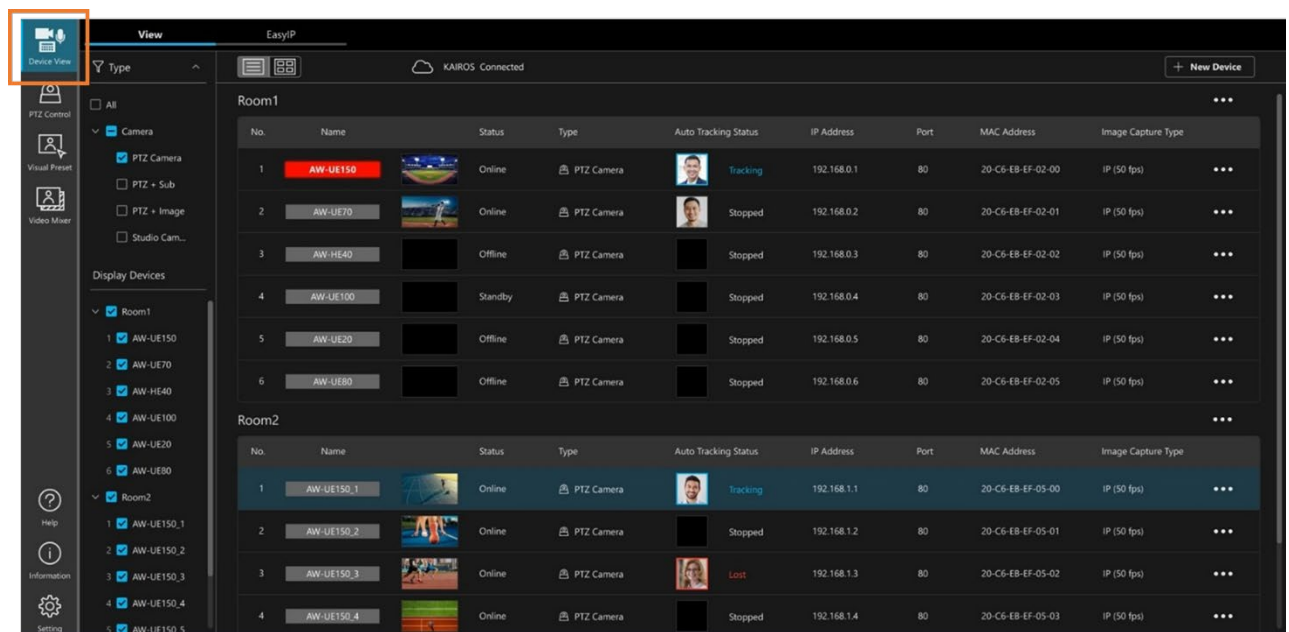 View EasyIP
Device View
Type
KAIROS Connected
+ New Device
PTZ Control
Visual Preset
Video Mixer
Help
Information
Setting
All
Camera
PTZ Camera
PTZ + Sub
PTZ + Image
Studio Cam...
Display Devices
Room1
1 AW-UE150
2 AW-UE70
3 AW-HE40
4 AW-UE100
5 AW-UE20
6 AW-UE80
Room2
1 AW-UE150_1
2 AW-UE150_2
3 AW-UE150_3
4 AW-UE150_4
5 AW-UE150_5
Room1
No. Name Status Type Auto Tracking Status IP Address Port MAC Address Image Capture Type
1 AW-UE150 Online PTZ Camera Tracking 192.168.0.1 80 20-C6-EB-EF-02-00 IP (50 fps)
2 AW-UE70 Online PTZ Camera Stopped 192.168.0.2 80 20-C6-EB-EF-02-01 IP (50 fps)
3 AW-HE40 Offline PTZ Camera Stopped 192.168.0.3 80 20-C6-EB-EF-02-02 IP (50 fps)
4 AW-UE100 Standby PTZ Camera Stopped 192.168.0.4 80 20-C6-EB-EF-02-03 IP (50 fps)
5 AW-UE20 Offline PTZ Camera Stopped 192.168.0.5 80 20-C6-EB-EF-02-04 IP (50 fps)
6 AW-UE80 Offline PTZ Camera Stopped 192.168.0.6 80 20-C6-EB-EF-02-05 IP (50 fps)
Room2
No. Name Status Type Auto Tracking Status IP Address Port MAC Address Image Capture Type
1 AW-UE150_1 Online PTZ Camera Tracking 192.168.1.1 80 20-C6-EB-EF-05-00 IP (50 fps)
2 AW-UE150_2 Online PTZ Camera Stopped 192.168.1.2 80 20-C6-EB-EF-05-01 IP (50 fps)
3 AW-UE150_3 Online PTZ Camera Lost 192.168.1.3 80 20-C6-EB-EF-05-02 IP (50 fps)
4 AW-UE150_4 Online PTZ Camera Stopped 192.168.1.4 80 20-C6-EB-EF-05-03 IP (50 fps)